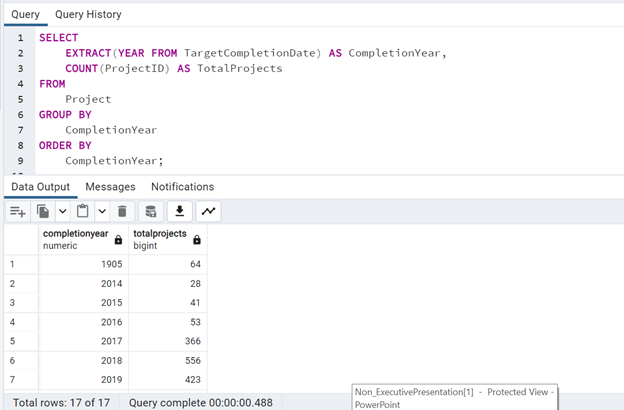 Query Query History
1 SELECT
2 EXTRACT(YEAR FROM TargetCompletionDate) AS CompletionYear,
3 COUNT(ProjectID) AS TotalProjects
4 FROM
5 Project
6 GROUP BY
7 CompletionYear
8 ORDER BY
9 CompletionYear;
Data Output Messages Notifications
completionyear totalprojects
numeric bigint
1 1905 64
2 2014 28
3 2015 41
4 2016 53
5 2017 366
6 2018 556
7 2019 423
Total rows: 17 of 17 Query complete 00:00:00.488
Non_ExecutivePresentation[1] - Protected View -
PowerPoint